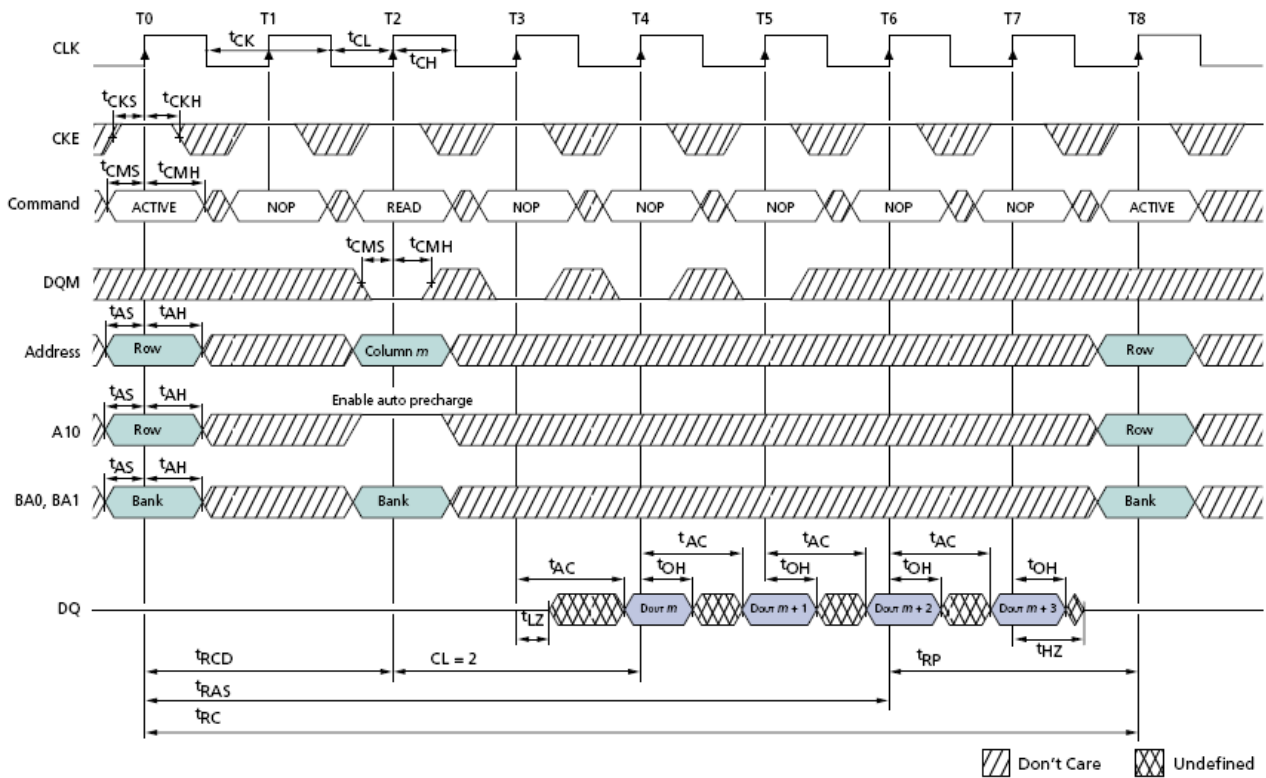 T0 T1 T2 T3 T4 T5 T6 T7 T8
CLK
tCK tCL tCH
tCKS tCKH
CKE
tCMS tCMH
Command ACTIVE NOP READ NOP NOP NOP NOP NOP ACTIVE
tCMS tCMH
DQM
tAS tAH
Address Row Column m Row
tAS tAH Enable auto precharge
A10 Row Row
tAS tAH
BA0, BA1 Bank Bank Bank
tAC tAC tAC
tAC tOH tOH tOH tOH
DQ DOUT m DOUT m + 1 DOUT m + 2 DOUT m + 3
tLZ tHZ
tRCD CL = 2 tRP
tRAS
tRC
Don't Care Undefined